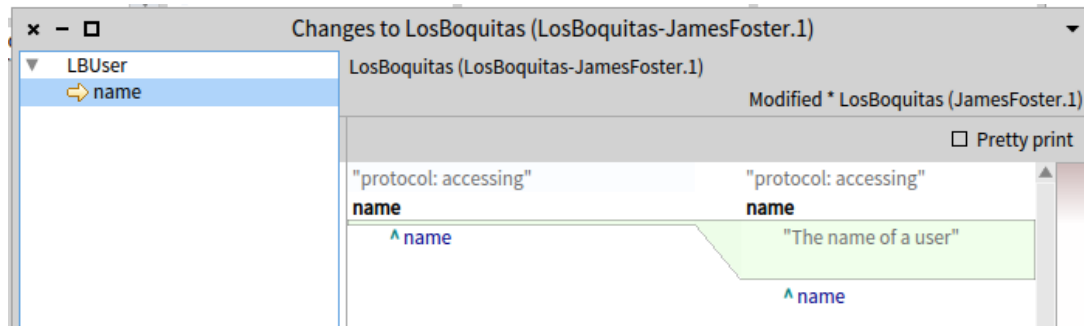 Changes to LosBoquitas (LosBoquitas-JamesFoster.1)
LBUser
name
LosBoquitas (LosBoquitas-JamesFoster.1)
Modified * LosBoquitas (JamesFoster.1)
Pretty print
"protocol: accessing"
name
^ name
"protocol: accessing"
name
"The name of a user"
^ name